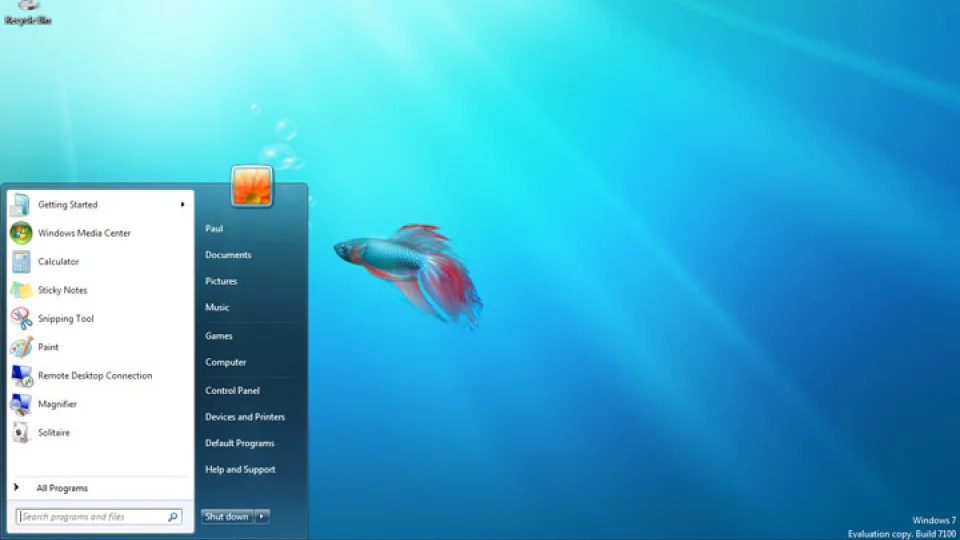 Recycle Bin
Getting Started
Windows Media Center
Calculator
Sticky Notes
Snipping Tool
Paint
Remote Desktop Connection
Magnifier
Solitaire
All Programs
Search programs and files
Paul
Documents
Pictures
Music
Games
Computer
Control Panel
Devices and Printers
Default Programs
Help and Support
Shut down
Windows 7
Evaluation copy. Build 7100